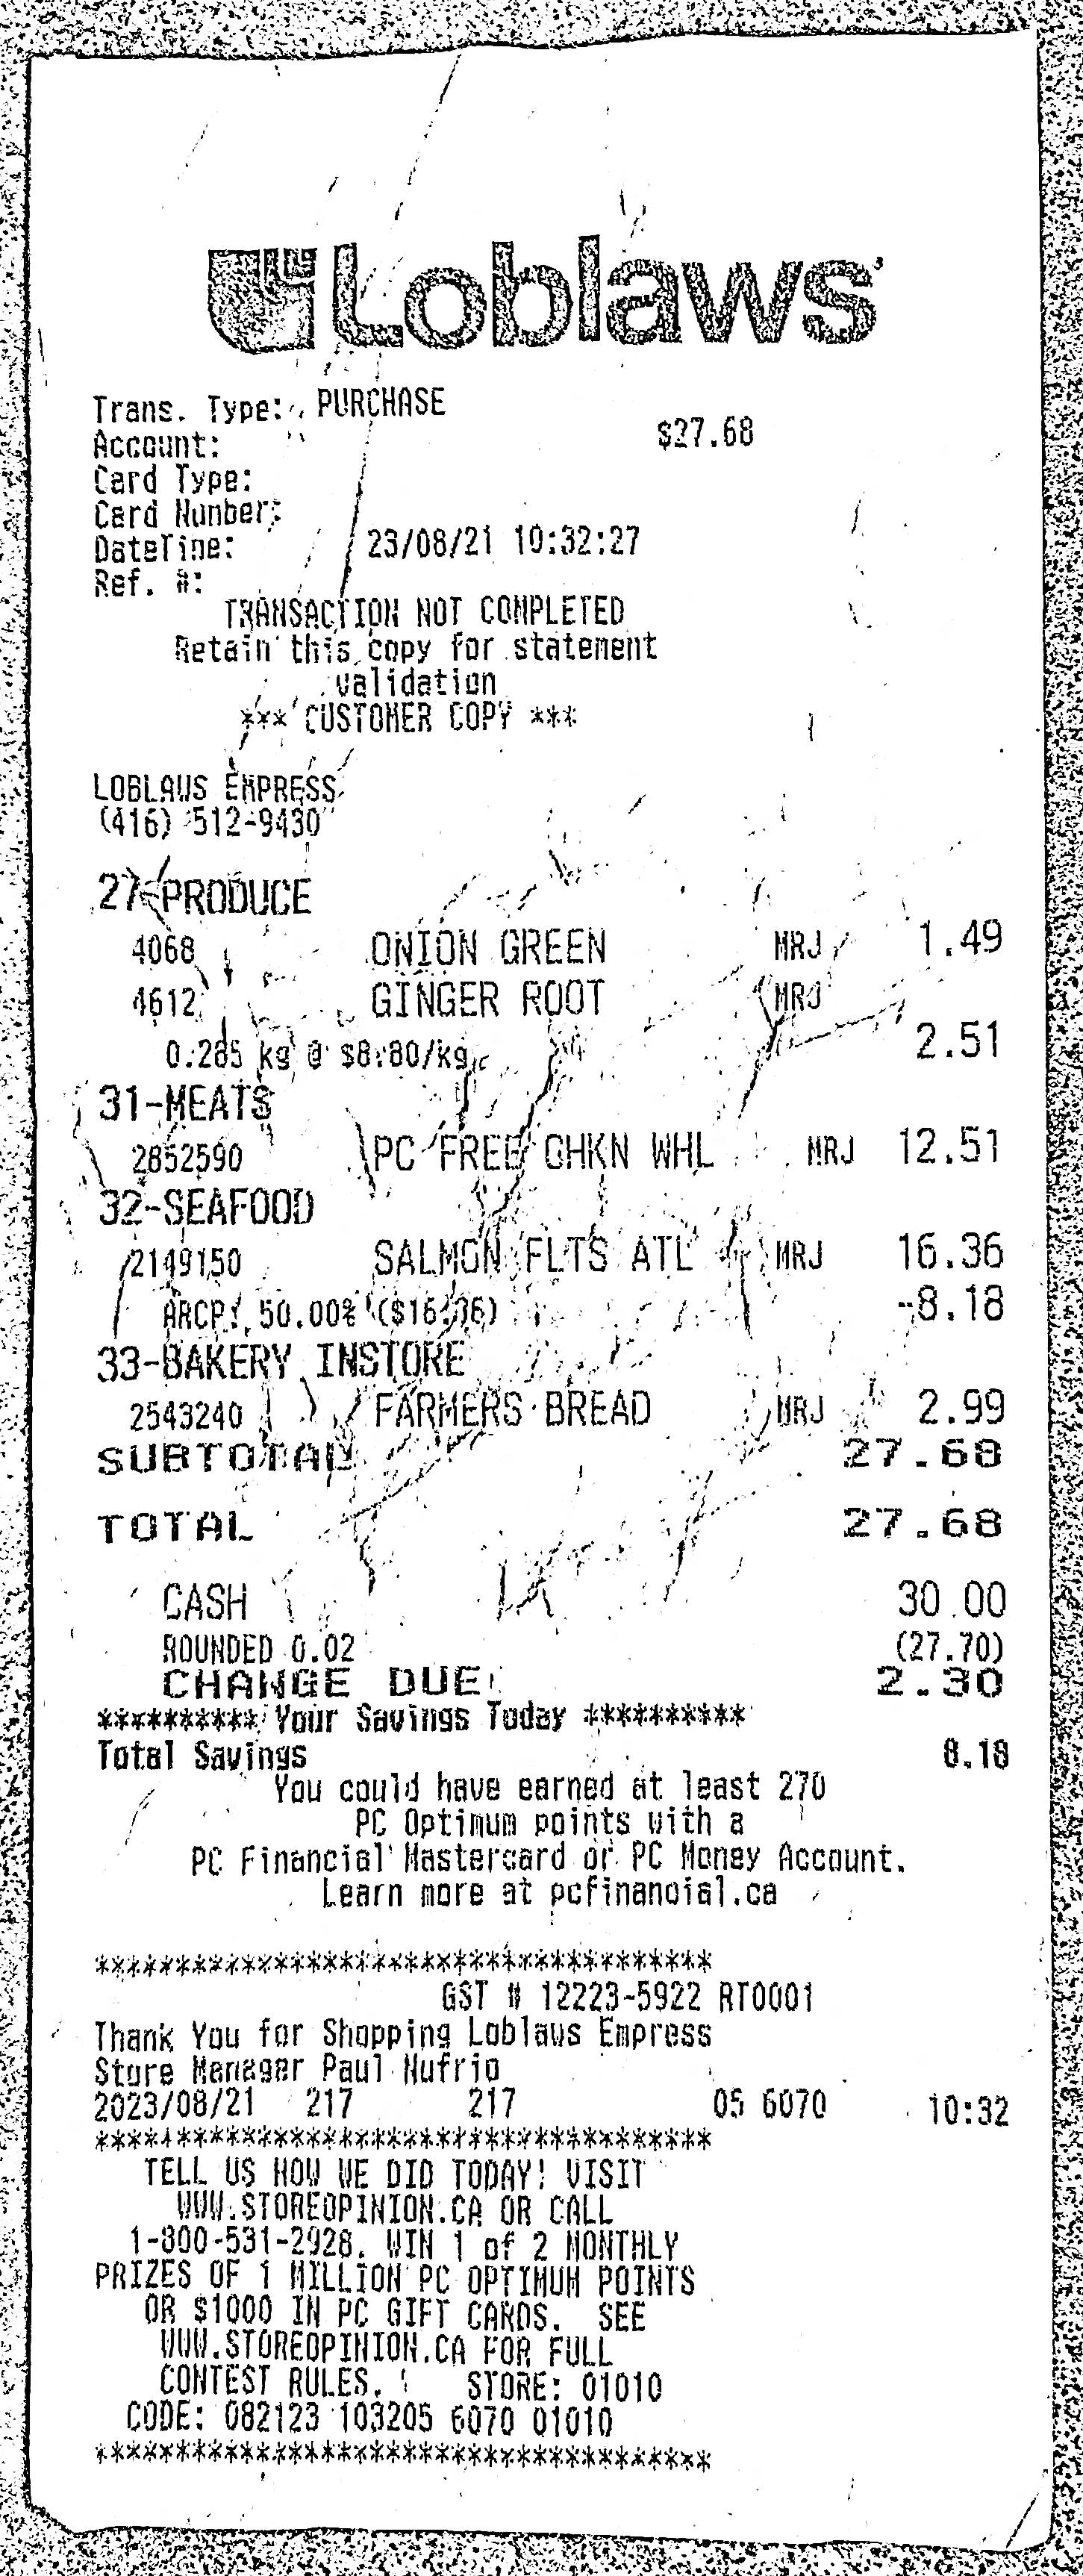 Loblaws
Trans. Type: PURCHASE
Account: $27.68
Card Type:
Card Number:
DateTime: 23/08/21 10:32:27
Ref. #:
TRANSACTION NOT COMPLETED
Retain this copy for statement
validation
*** CUSTOMER COPY ***
LOBLAWS EMPRESS
(416) 512-9430
27-PRODUCE
4068 ONION GREEN MRJ 1.49
4612 GINGER ROOT MRJ
0.285 kg @ $8.80/kg 2.51
31-MEATS
2852590 PC FREE CHKN WHL MRJ 12.51
32-SEAFOOD
2149150 SALMON FLTS ATL MRJ 16.36
ARCP! 50.00% ($16.36) -8.18
33-BAKERY INSTORE
2543240 FARMERS BREAD MRJ 2.99
SUBTOTAL 27.68
TOTAL 27.68
CASH 30.00
ROUNDED 0.02 (27.70)
CHANGE DUE 2.30
********** Your Savings Today **********
Total Savings 8.18
You could have earned at least 270
PC Optimum points with a
PC Financial Mastercard or PC Money Account.
Learn more at pcfinancial.ca
**************************************
GST # 12223-5922 RT0001
Thank You for Shopping Loblaws Empress
Store Manager Paul Nufrio
2023/08/21 217 217 05 6070 10:32
**************************************
TELL US HOW WE DID TODAY! VISIT
WWW.STOREOPINION.CA OR CALL
1-800-531-2928. WIN 1 of 2 MONTHLY
PRIZES OF 1 MILLION PC OPTIMUM POINTS
OR $1000 IN PC GIFT CARDS. SEE
WWW.STOREOPINION.CA FOR FULL
CONTEST RULES. STORE: 01010
CODE: 082123 103205 6070 01010
**************************************